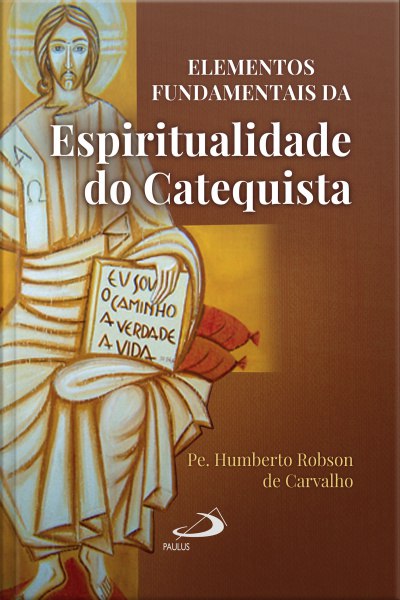 ELEMENTOS
FUNDAMENTAIS DA
Espiritualidade
do Catequista
A Ω
EU SOU
O CAMINHO
A VERDADE
A VIDA.
Pe. Humberto Robson
de Carvalho
PAULUS